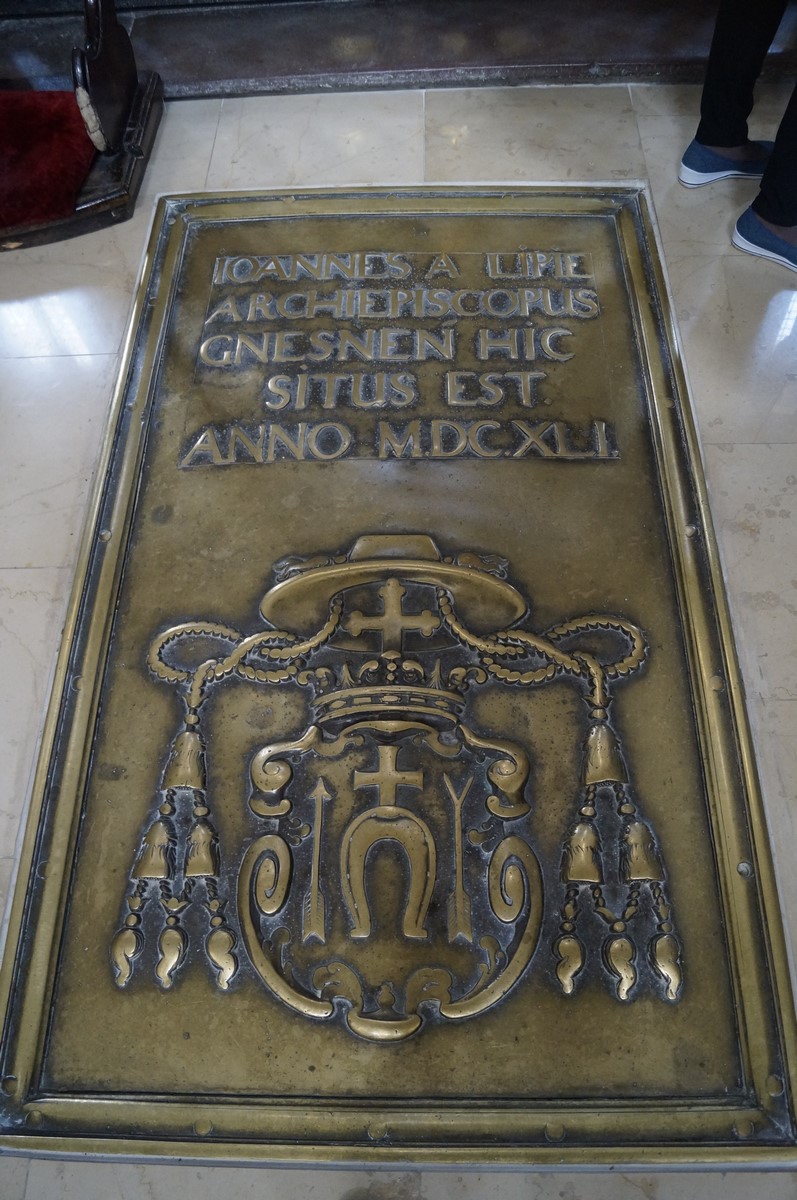 IOANNES A LIPIE
ARCHIEPISCOPUS
GNESNEN HIC
SITUS EST.
ANNO M.DC.XLI.